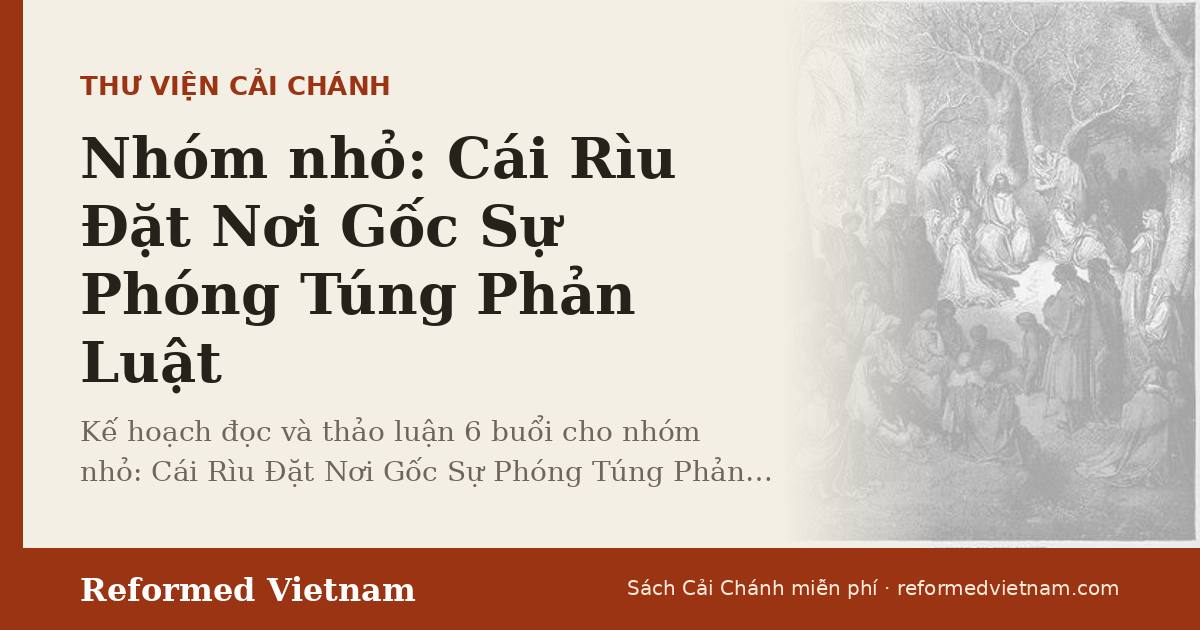 THƯ VIỆN CẢI CHÁNH
Nhóm nhỏ: Cái Rìu
Đặt Nơi Gốc Sự
Phóng Túng Phản
Luật
Kế hoạch đọc và thảo luận 6 buổi cho nhóm
nhỏ: Cái Rìu Đặt Nơi Gốc Sự Phóng Túng Phản...
Reformed Vietnam
Sách Cải Chánh miễn phí · reformedvietnam.com